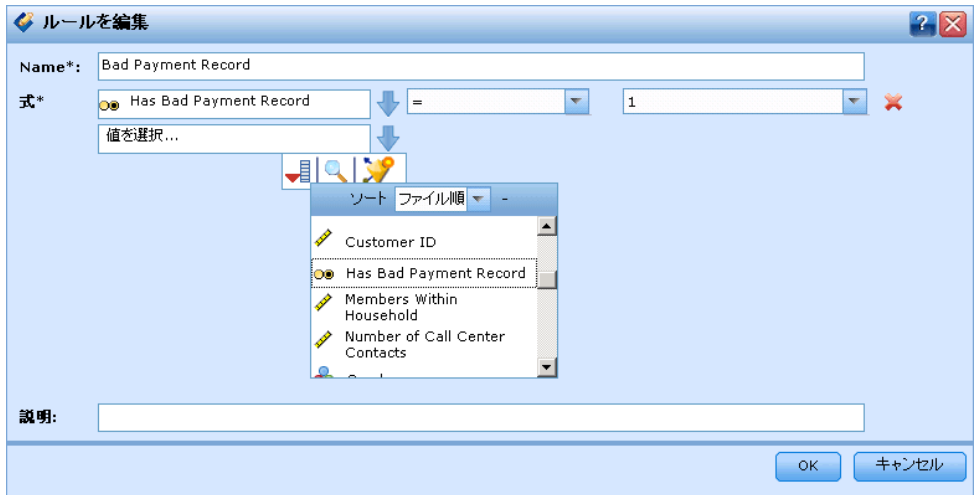 ルールを編集
?
Name*: Bad Payment Record
式* Has Bad Payment Record = 1
値を選択...
ソート ファイル順 -
Customer ID
Has Bad Payment Record
Members Within
Household
Number of Call Center
Contacts
説明:
OK キャンセル